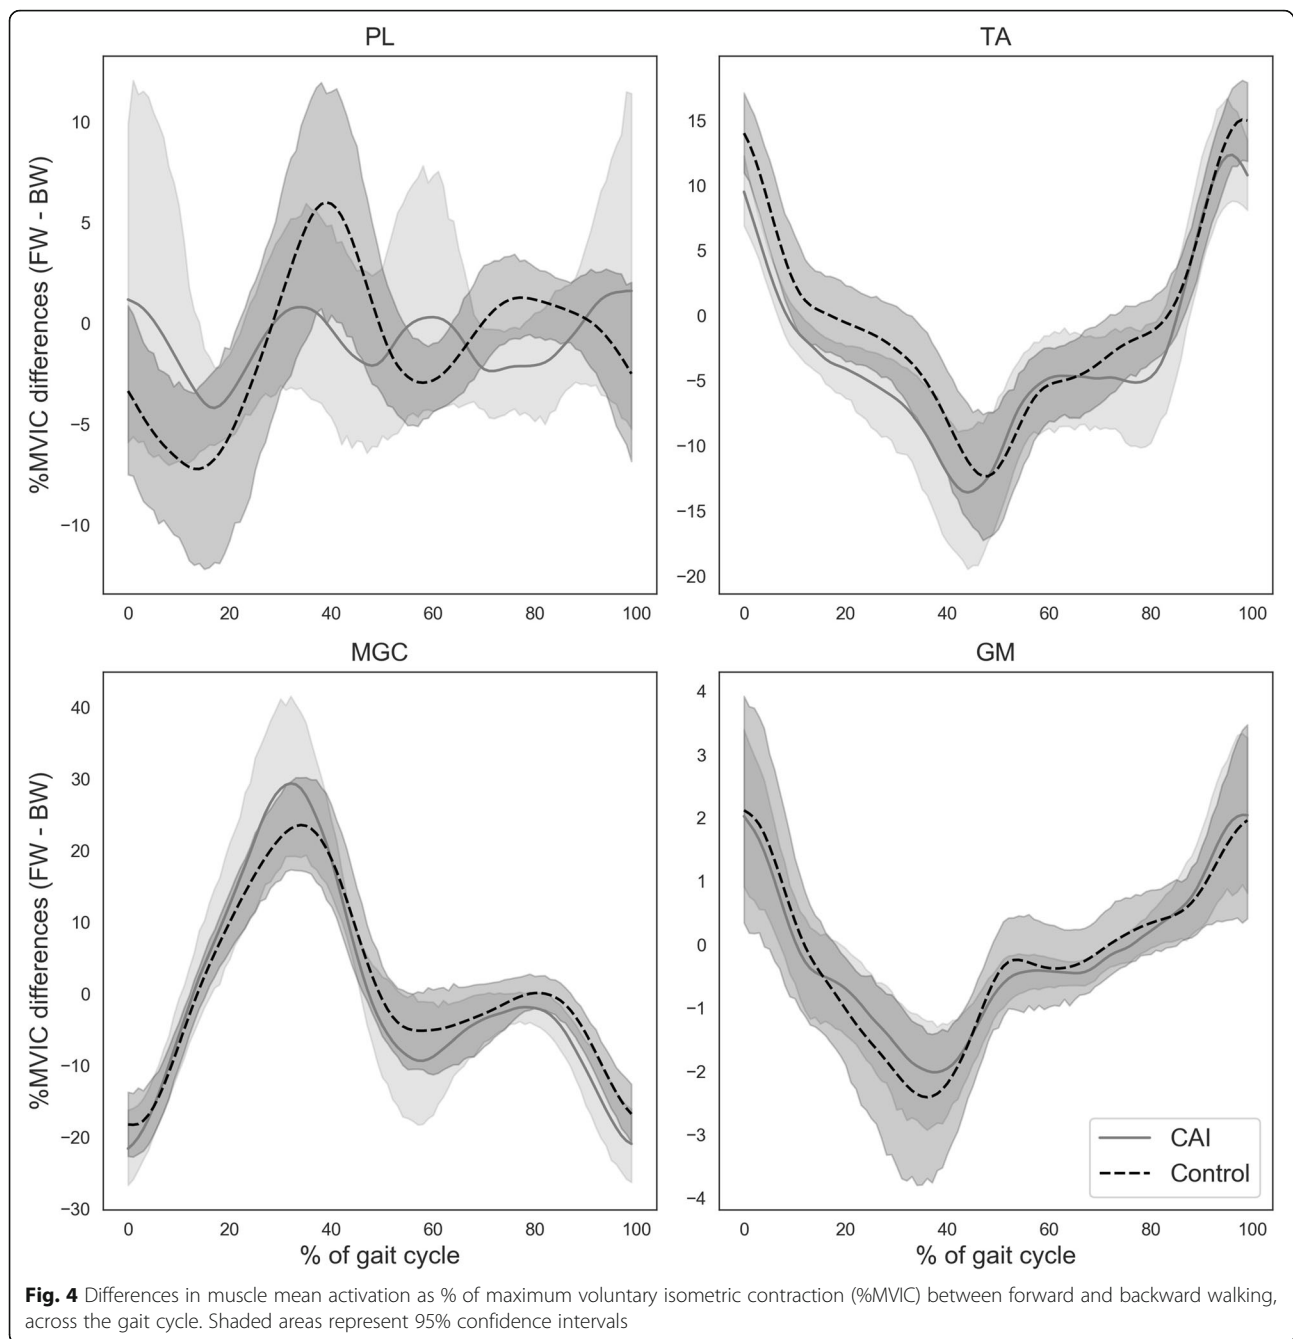 PL
TA
%MVIC differences (FW - BW)
10
5
0
−5
−10
0 20 40 60 80 100
15
10
5
0
−5
−10
−15
−20
0 20 40 60 80 100
MGC
GM
%MVIC differences (FW - BW)
40
30
20
10
0
−10
−20
−30
0 20 40 60 80 100
% of gait cycle
4
3
2
1
0
−1
−2
−3
−4
0 20 40 60 80 100
% of gait cycle
CAI
Control
Fig. 4 Differences in muscle mean activation as % of maximum voluntary isometric contraction (%MVIC) between forward and backward walking,
across the gait cycle. Shaded areas represent 95% confidence intervals